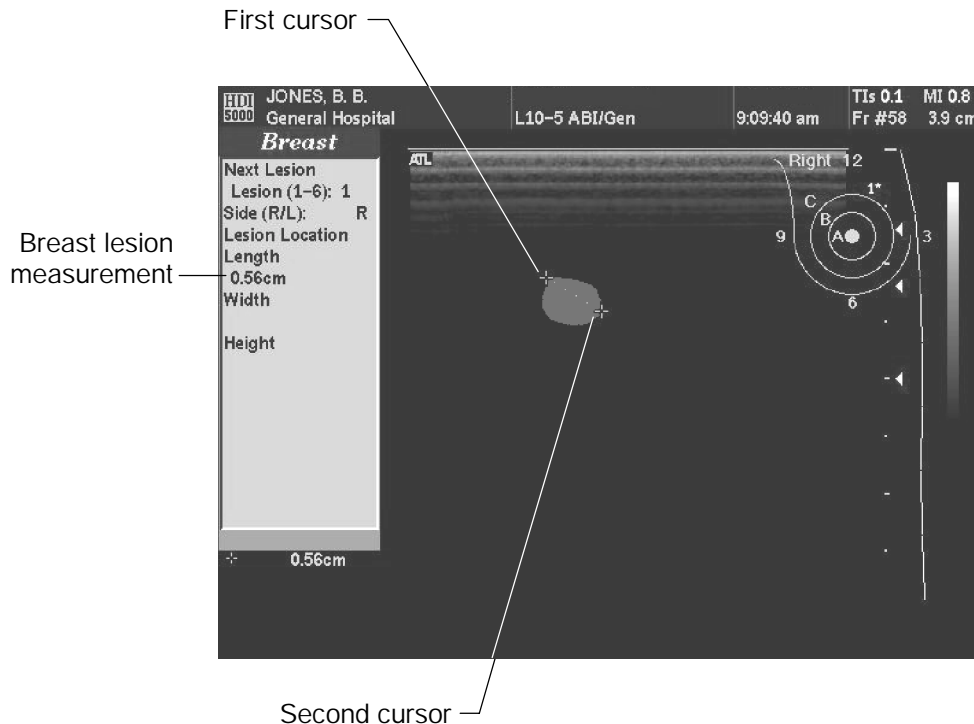 First cursor
HDI 5000
JONES, B. B.
General Hospital
L10-5 ABI/Gen
9:09:40 am
TIs 0.1 MI 0.8
Fr #58 3.9 cm
Breast
Next Lesion
Lesion (1-6): 1
Side (R/L): R
Lesion Location
Length
0.56cm
Width
Height
0.56cm
Breast lesion
measurement
ATL
Right 12
1*
C
B
A
9
3
6
Second cursor